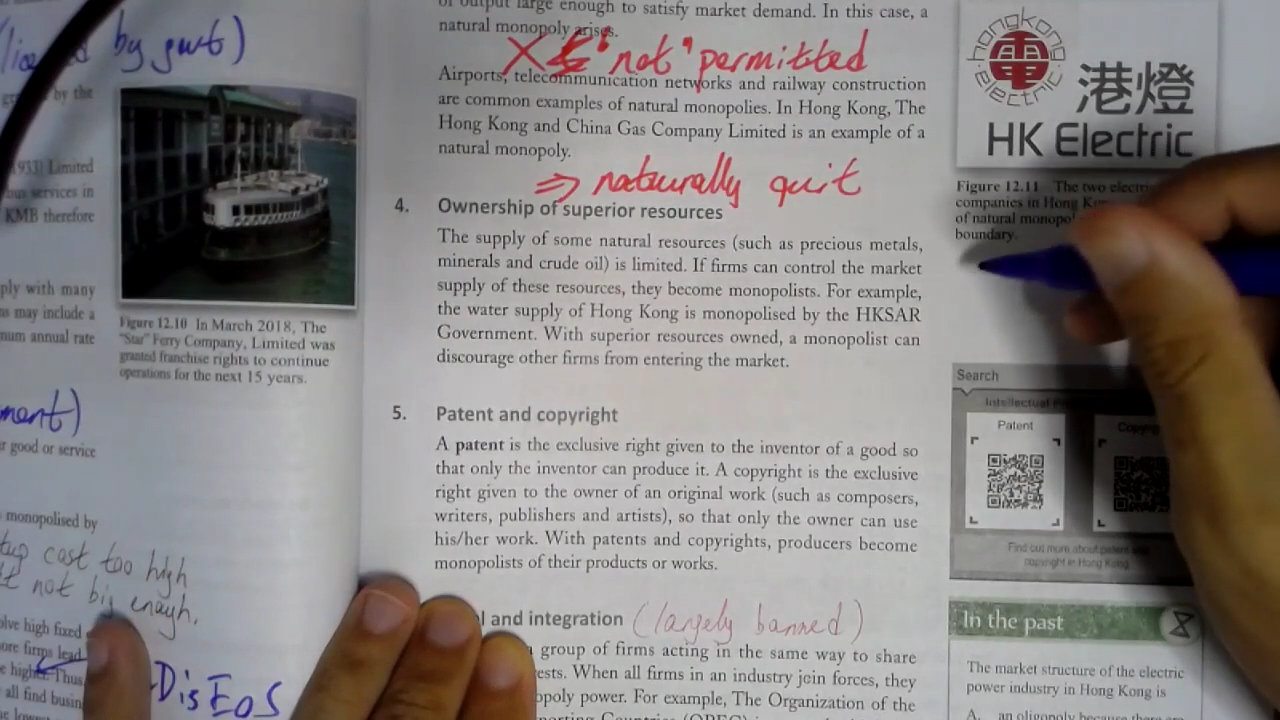 by govt)
by the
1933) Limited
bus services in
KMB therefore
ply with many
ns may include a
num annual rate
Figure 12.10 In March 2018, The
"Star" Ferry Company, Limited was
granted franchise rights to continue
operations for the next 15 years.
ment)
r good or service
monopolised by
cost too high
not big enough.
olve high fixed
ore firms lead
e higher. Thus
all find busin
DisEoS
of output large enough to satisfy market demand. In this case, a
natural monopoly arises.
"not" permitted
Airports, telecommunication networks and railway construction
are common examples of natural monopolies. In Hong Kong, The
Hong Kong and China Gas Company Limited is an example of a
natural monopoly.
⇒ naturally quit
4. Ownership of superior resources
The supply of some natural resources (such as precious metals,
minerals and crude oil) is limited. If firms can control the market
supply of these resources, they become monopolists. For example,
the water supply of Hong Kong is monopolised by the HKSAR
Government. With superior resources owned, a monopolist can
discourage other firms from entering the market.
5. Patent and copyright
A patent is the exclusive right given to the inventor of a good so
that only the inventor can produce it. A copyright is the exclusive
right given to the owner of an original work (such as composers,
writers, publishers and artists), so that only the owner can use
his/her work. With patents and copyrights, producers become
monopolists of their products or works.
l and integration (largely banned)
group of firms acting in the same way to share
ests. When all firms in an industry join forces, they
opoly power. For example, The Organization of the
hongkong
電
electric
港燈
HK Electric
Figure 12.11 The two electri
companies in Hong Kon
of natural monopol
boundary.
Search
Intellectual
Patent
Copyrig
Find out more about patent and
copyright in Hong Kong
In the past
The market structure of the electric
power industry in Hong Kong is
A. an oligopoly because there are